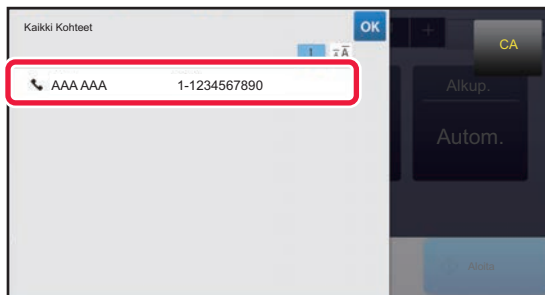 Kaikki Kohteet
OK
CA
1
AAA AAA 1-1234567890
Alkup.
Autom.
Aloita